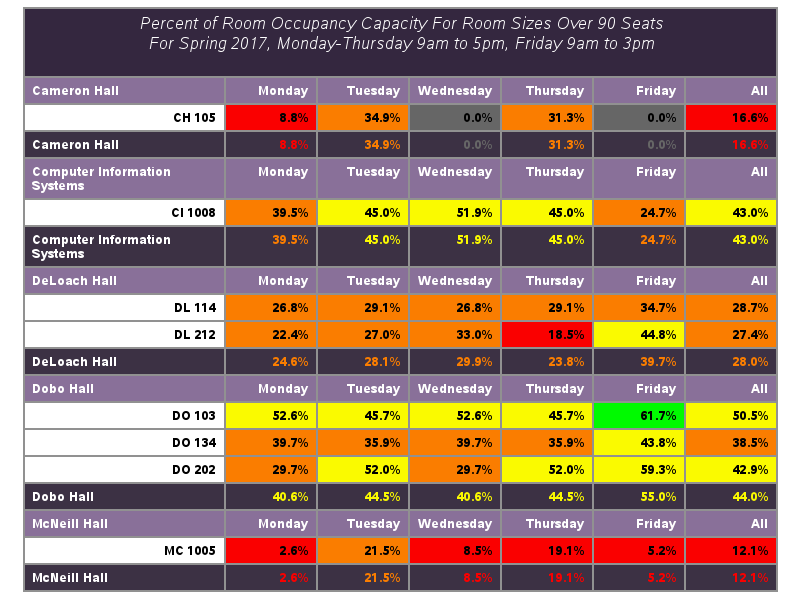 Percent of Room Occupancy Capacity For Room Sizes Over 90 Seats
For Spring 2017, Monday-Thursday 9am to 5pm, Friday 9am to 3pm
Cameron Hall Monday Tuesday Wednesday Thursday Friday All
CH 105 8.8% 34.9% 0.0% 31.3% 0.0% 16.6%
Cameron Hall 8.8% 34.9% 0.0% 31.3% 0.0% 16.6%
Computer Information Monday Tuesday Wednesday Thursday Friday All
Systems
CI 1008 39.5% 45.0% 51.9% 45.0% 24.7% 43.0%
Computer Information 39.5% 45.0% 51.9% 45.0% 24.7% 43.0%
Systems
DeLoach Hall Monday Tuesday Wednesday Thursday Friday All
DL 114 26.8% 29.1% 26.8% 29.1% 34.7% 28.7%
DL 212 22.4% 27.0% 33.0% 18.5% 44.8% 27.4%
DeLoach Hall 24.6% 28.1% 29.9% 23.8% 39.7% 28.0%
Dobo Hall Monday Tuesday Wednesday Thursday Friday All
DO 103 52.6% 45.7% 52.6% 45.7% 61.7% 50.5%
DO 134 39.7% 35.9% 39.7% 35.9% 43.8% 38.5%
DO 202 29.7% 52.0% 29.7% 52.0% 59.3% 42.9%
Dobo Hall 40.6% 44.5% 40.6% 44.5% 55.0% 44.0%
McNeill Hall Monday Tuesday Wednesday Thursday Friday All
MC 1005 2.6% 21.5% 8.5% 19.1% 5.2% 12.1%
McNeill Hall 2.6% 21.5% 8.5% 19.1% 5.2% 12.1%